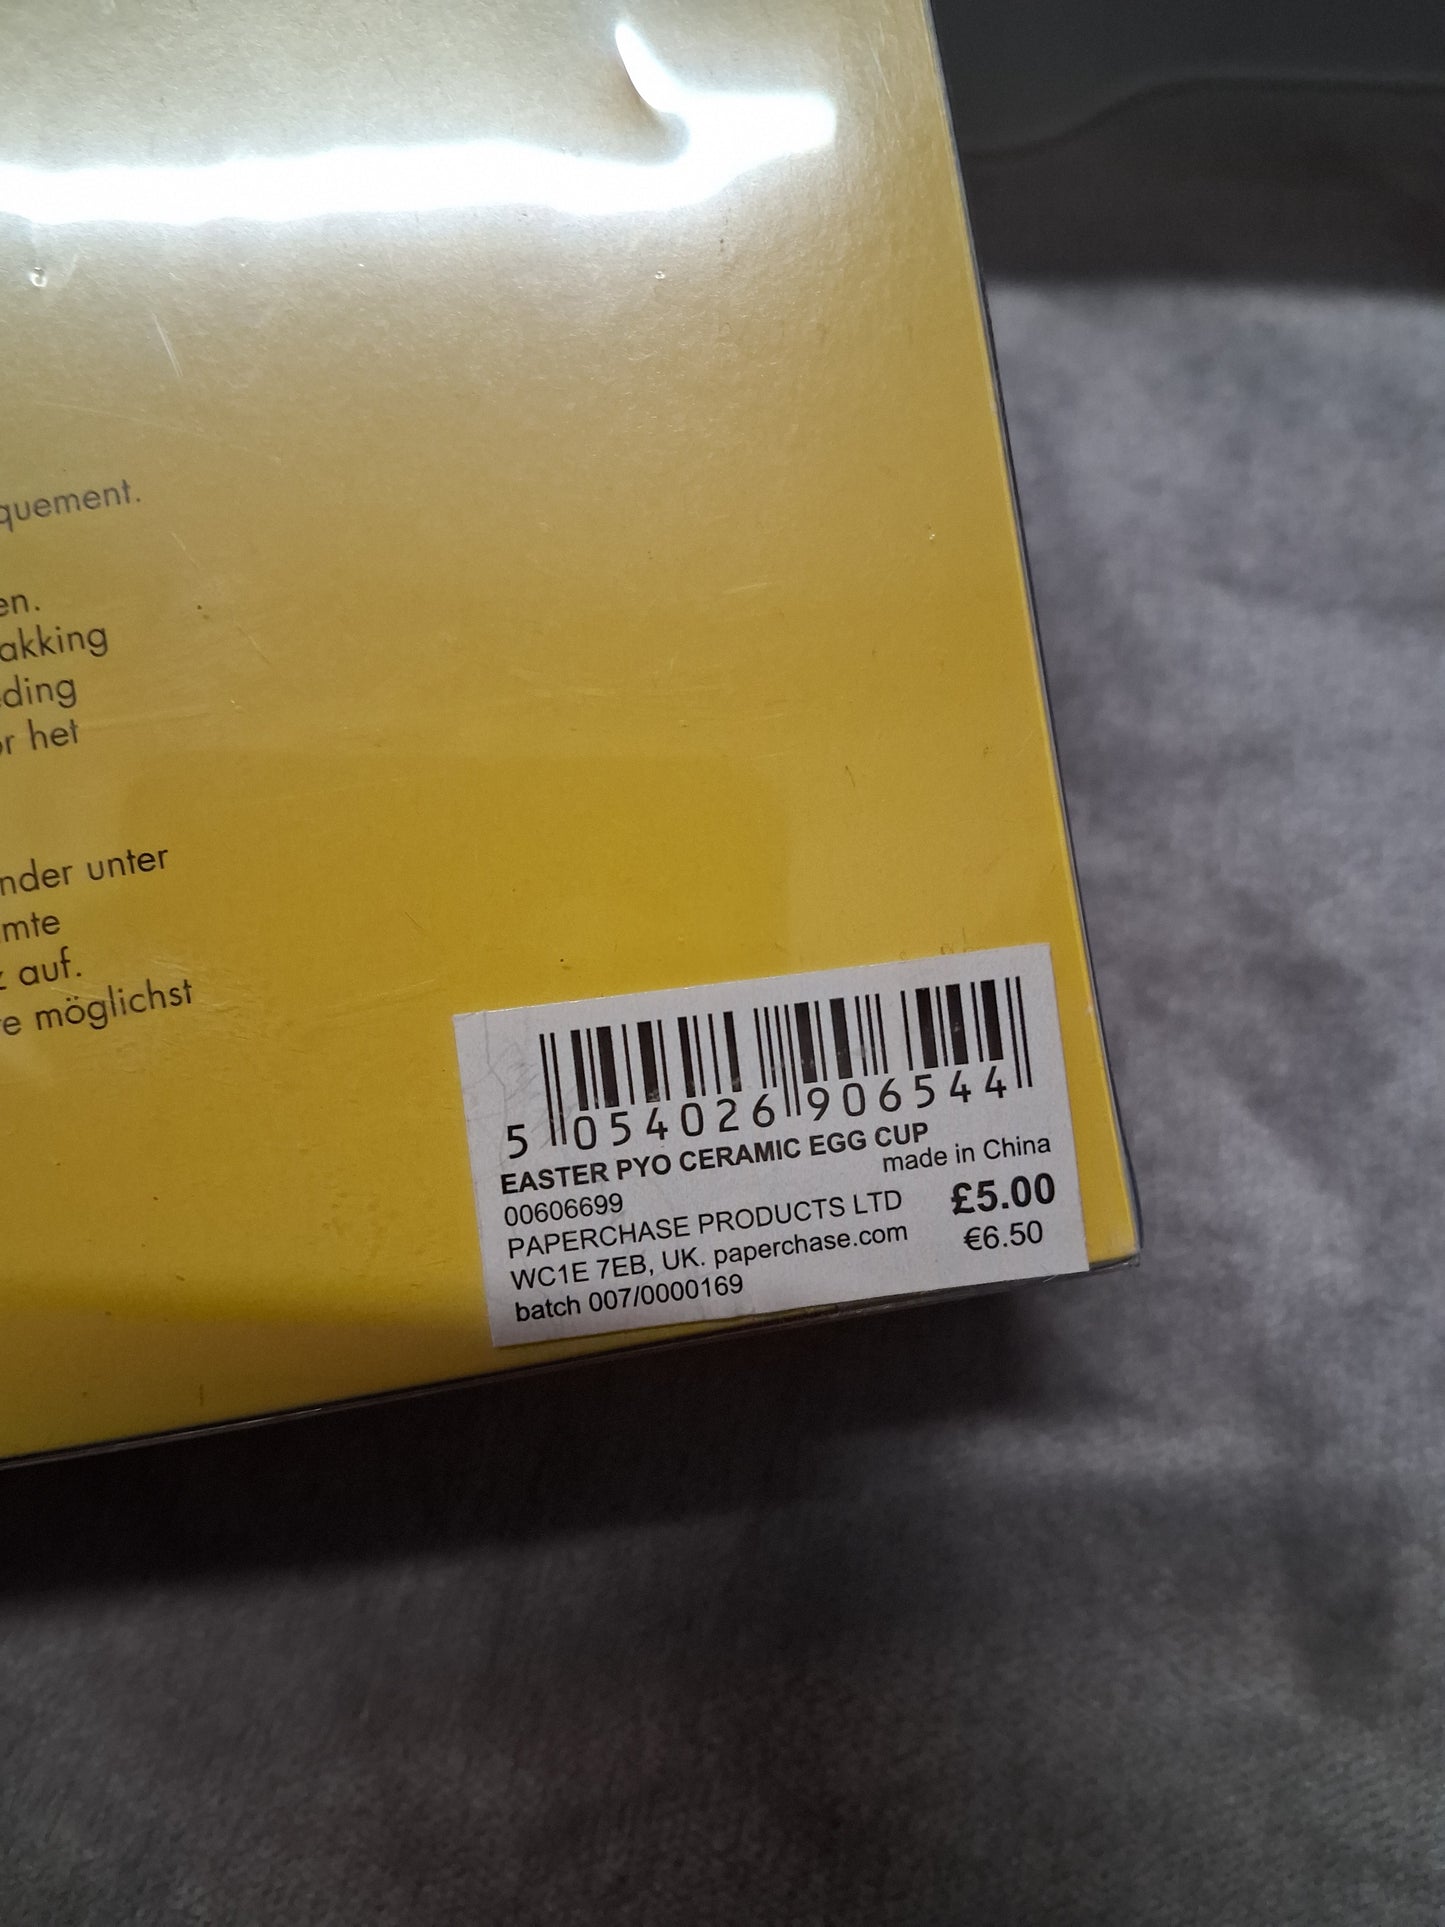 quement.
en.
akking
ding
r het
nder unter
mte
auf.
e möglichst
5 054026 906544
EASTER PYO CERAMIC EGG CUP
made in China
00606699
PAPERCHASE PRODUCTS LTD £5.00
WC1E 7EB, UK. paperchase.com €6.50
batch 007/0000169